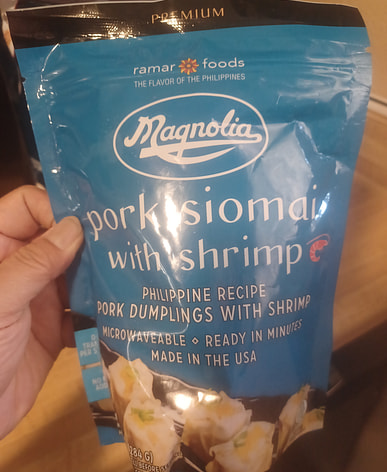 PREMIUM
ramar foods
THE FLAVOR OF THE PHILIPPINES
Magnolia
pork siomai
with shrimp
PHILIPPINE RECIPE
PORK DUMPLINGS WITH SHRIMP
MICROWAVEABLE ⋄ READY IN MINUTES
MADE IN THE USA